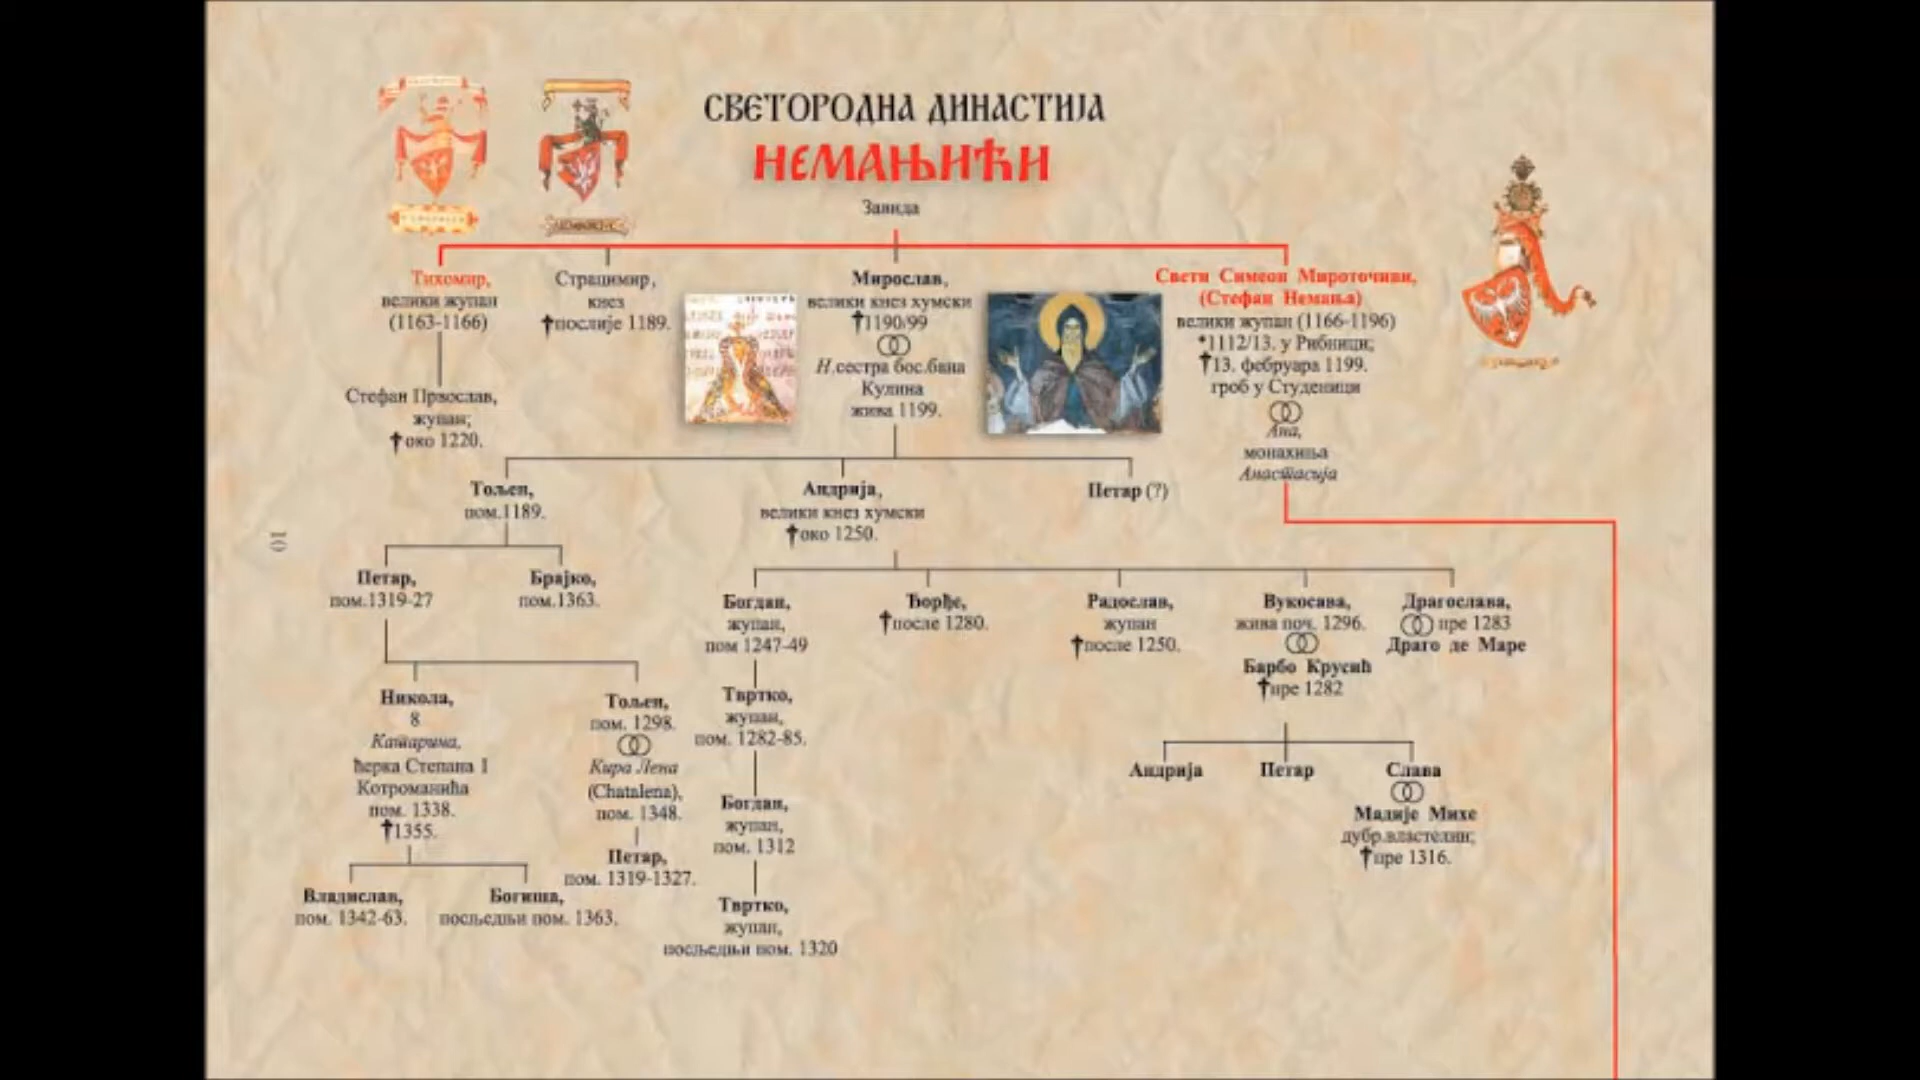 СВЕТОРОДНА ДИНАСТИЈА
НЕМАЊИЋИ
Завида
Тихомир,
велики жупан
(1163-1166)
Страцимир,
кнез
✝послије 1189.
Мирослав,
велики кнез хумски
✝1190/99
Н.сестра бос.бана
Кулина
жива 1199.
Свети Симеон Мироточиви,
(Стефан Немања)
велики жупан (1166-1196)
*1112/13. у Рибници;
✝13. фебруара 1199.
гроб у Студеници
Ана,
монахиња
Анастасија
Стефан Првослав,
жупан;
✝око 1220.
Тољен,
пом.1189.
Андрија,
велики кнез хумски
✝око 1250.
Петар (?)
10
Петар,
пом.1319-27
Брајко,
пом.1363.
Богдан,
жупан,
пом 1247-49
Ђорђе,
✝после 1280.
Радослав,
жупан
✝после 1250.
Вукосава,
жива поч. 1296.
Барбо Крусић
✝пре 1282
Драгослава,
пре 1283
Драго де Маре
Никола,
8
Катарина,
ћерка Степана I
Котроманића
пом. 1338.
✝1355.
Тољен,
пом. 1298.
Кира Лена
(Chatalena),
пом. 1348.
Петар,
пом. 1319-1327.
Твртко,
жупан,
пом. 1282-85.
Богдан,
жупан,
пом. 1312
Твртко,
жупан,
посљедњи пом. 1320
Андрија
Петар
Слава
Мадије Михе
дубр.властелин;
✝пре 1316.
Владислав,
пом. 1342-63.
Богиша,
посљедњи пом. 1363.